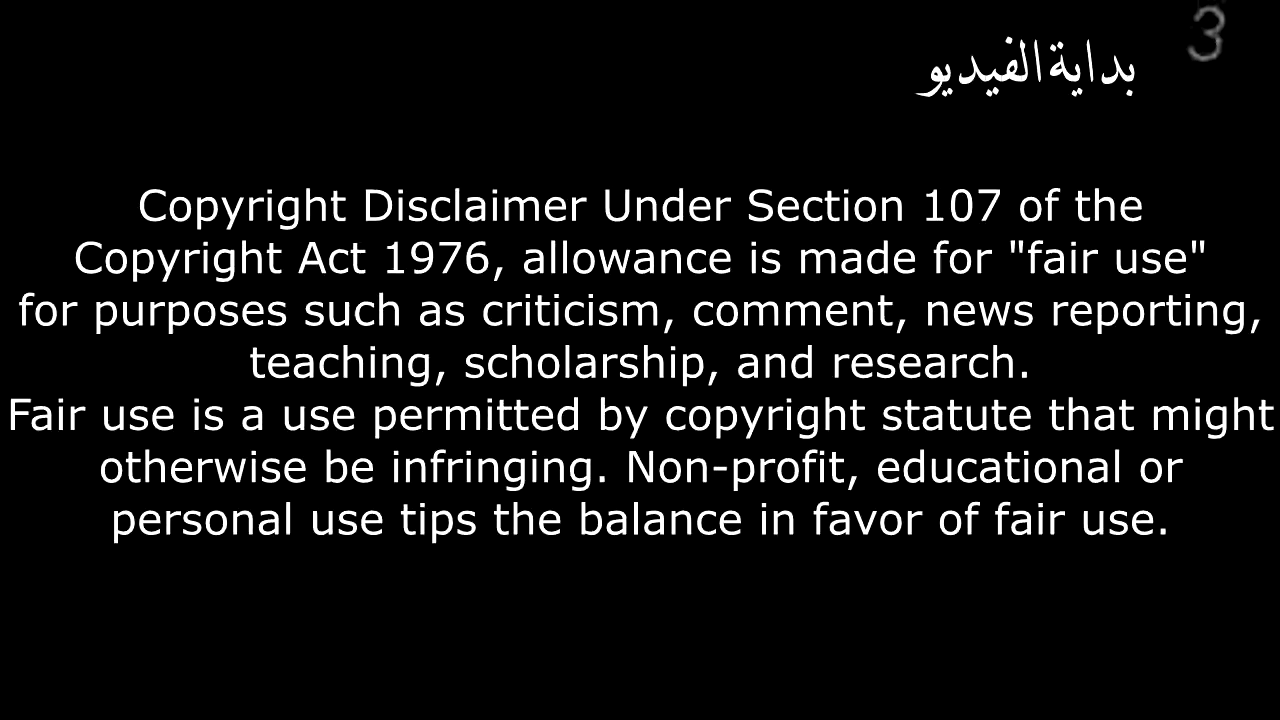 بداية الفيديو 3
Copyright Disclaimer Under Section 107 of the
Copyright Act 1976, allowance is made for "fair use"
for purposes such as criticism, comment, news reporting,
teaching, scholarship, and research.
Fair use is a use permitted by copyright statute that might
otherwise be infringing. Non-profit, educational or
personal use tips the balance in favor of fair use.